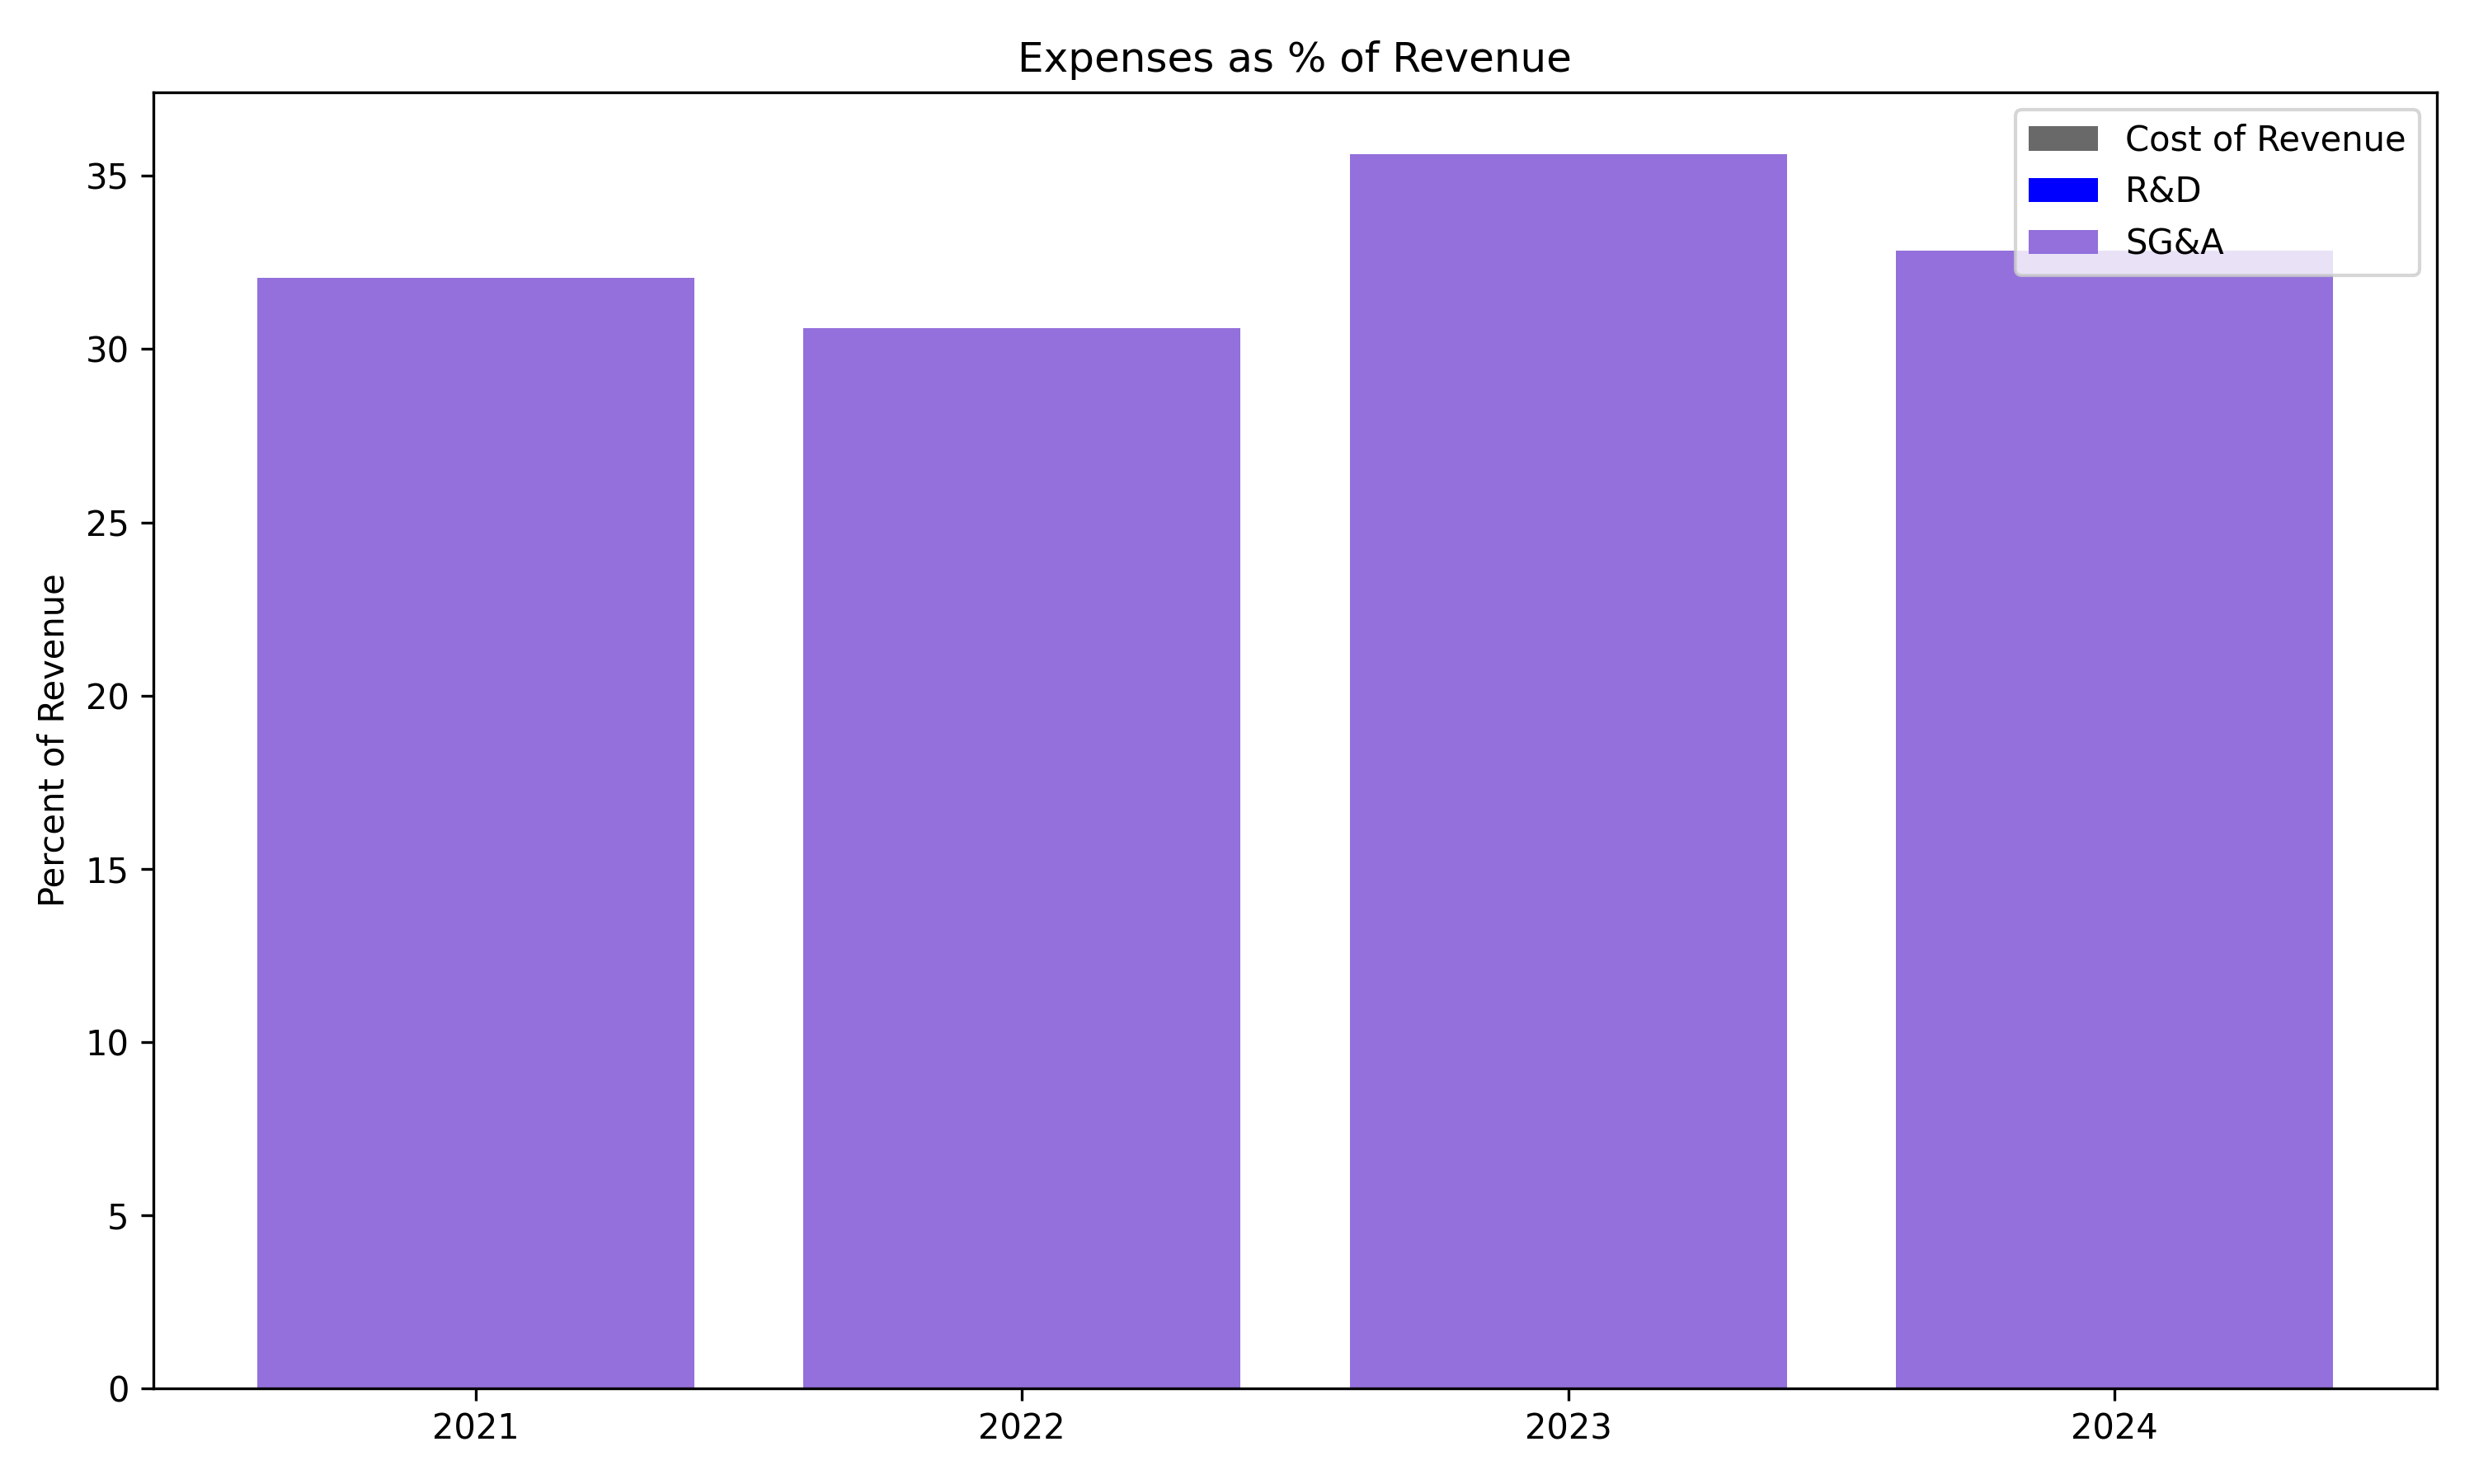 Expenses as % of Revenue
Cost of Revenue
R&D
SG&A
Percent of Revenue
35
30
25
20
15
10
5
0
2021 2022 2023 2024